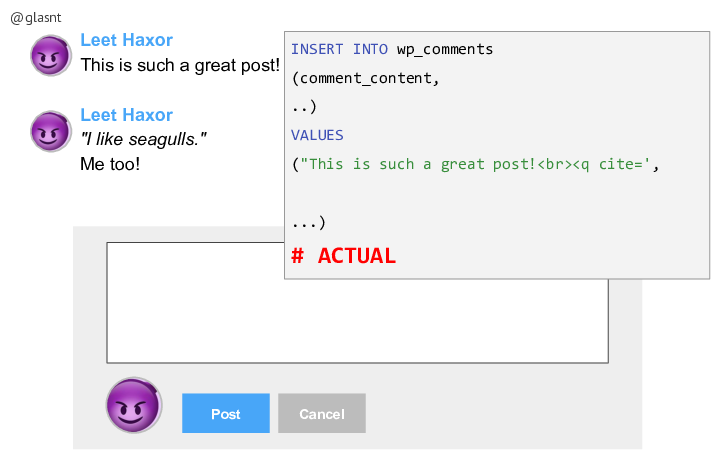 @glasnt
Leet Haxor
This is such a great post!
Leet Haxor
"I like seagulls."
Me too!
INSERT INTO wp_comments
(comment_content,
..)
VALUES
("This is such a great post!<br><q cite=',
...)
# ACTUAL
Post
Cancel